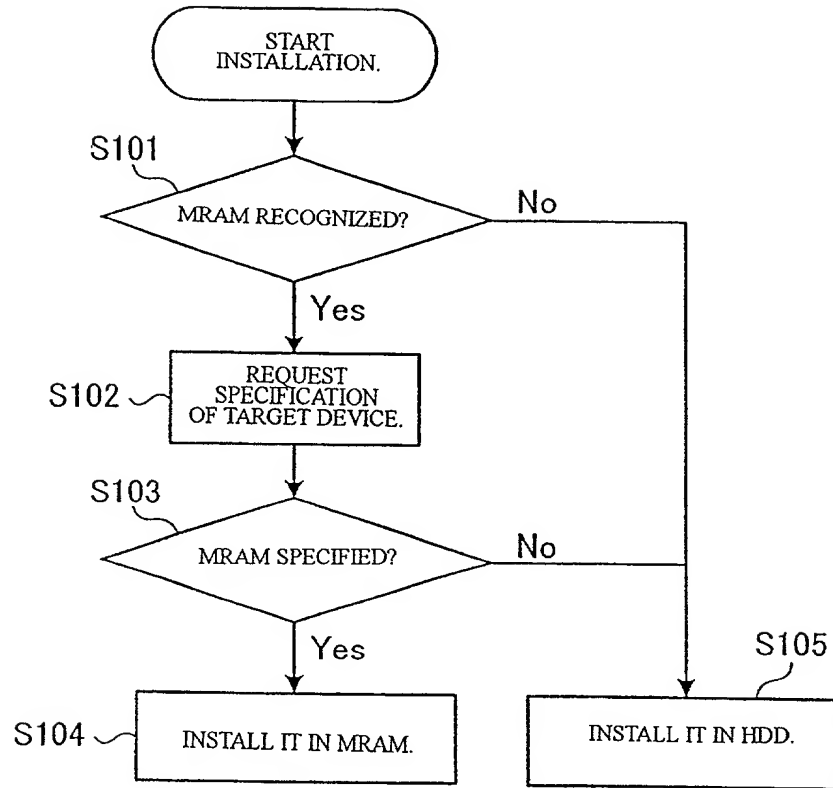 START
INSTALLATION.
S101
MRAM RECOGNIZED?
No
Yes
S102
REQUEST
SPECIFICATION
OF TARGET DEVICE.
S103
MRAM SPECIFIED?
No
Yes
S105
S104
INSTALL IT IN MRAM.
INSTALL IT IN HDD.